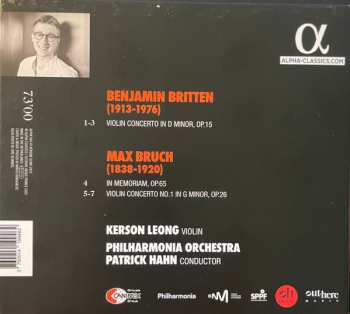 α
ALPHA-CLASSICS.COM
73'00
BENJAMIN BRITTEN
(1913-1976)
1-3 VIOLIN CONCERTO IN D MINOR, OP.15
MAX BRUCH
(1838-1920)
4 IN MEMORIAM, OP.65
5-7 VIOLIN CONCERTO NO.1 IN G MINOR, OP.26
KERSON LEONG VIOLIN
PHILHARMONIA ORCHESTRA
PATRICK HAHN CONDUCTOR
Philharmonia
SPPF
outhere
MUSIC